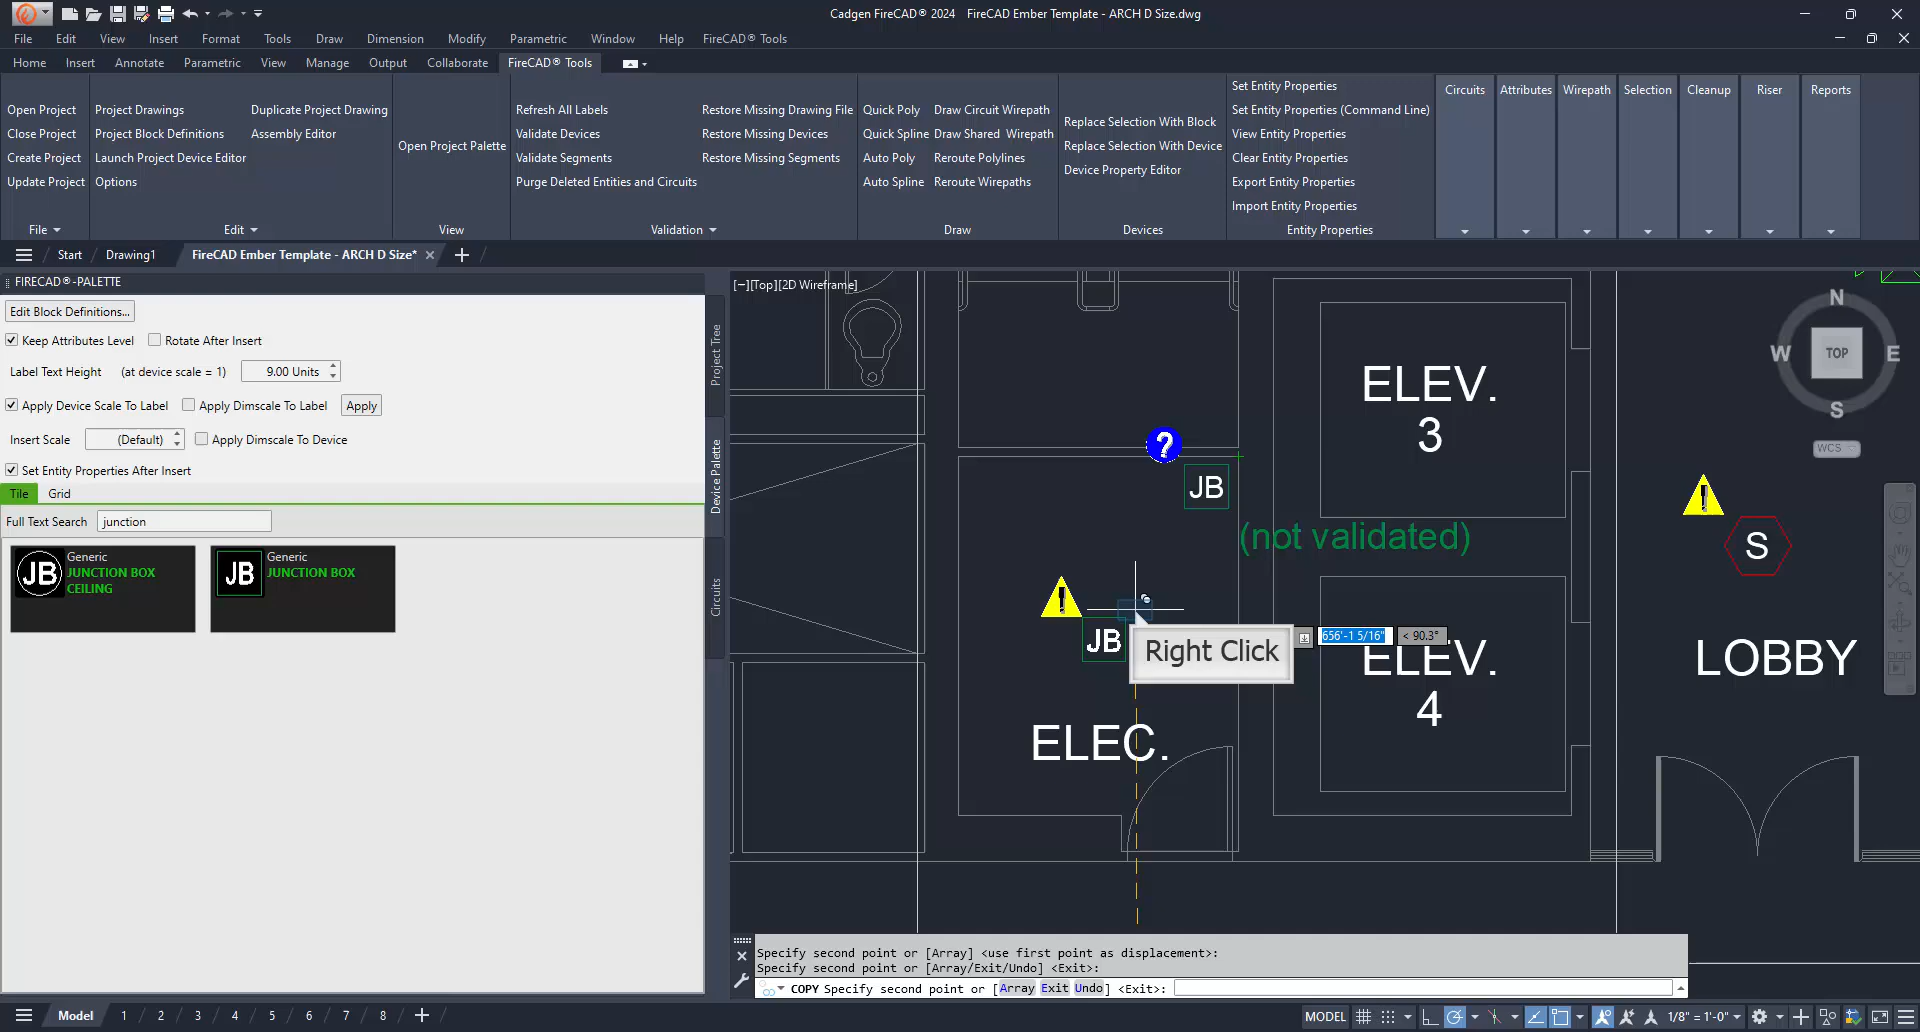 Cadgen FireCAD® 2024 FireCAD Ember Template - ARCH D Size.dwg
File Edit View Insert Format Tools Draw Dimension Modify Parametric Window Help FireCAD® Tools
Home Insert Annotate Parametric View Manage Output Collaborate FireCAD® Tools
Open Project
Close Project
Create Project
Update Project
File
Project Drawings
Project Block Definitions
Launch Project Device Editor
Options
Duplicate Project Drawing
Assembly Editor
Edit
Open Project Palette
View
Refresh All Labels
Validate Devices
Validate Segments
Purge Deleted Entities and Circuits
Restore Missing Drawing File
Restore Missing Devices
Restore Missing Segments
Validation
Quick Poly
Quick Spline
Auto Poly
Auto Spline
Draw Circuit Wirepath
Draw Shared Wirepath
Reroute Polylines
Reroute Wirepaths
Draw
Replace Selection With Block
Replace Selection With Device
Device Property Editor
Devices
Set Entity Properties
Set Entity Properties (Command Line)
View Entity Properties
Clear Entity Properties
Export Entity Properties
Import Entity Properties
Entity Properties
Circuits
Attributes
Wirepath
Selection
Cleanup
Riser
Reports
Start Drawing1 FireCAD Ember Template - ARCH D Size*
FIRECAD®-PALETTE
Edit Block Definitions...
Keep Attributes Level Rotate After Insert
Label Text Height (at device scale = 1) 9.00 Units
Apply Device Scale To Label Apply Dimscale To Label Apply
Insert Scale (Default) Apply Dimscale To Device
Set Entity Properties After Insert
Tile Grid
Full Text Search junction
JB
Generic
JUNCTION BOX
CEILING
JB
Generic
JUNCTION BOX
Project Tree
Device Palette
Circuits
[−][Top][2D Wireframe]
?
JB
(not validated)
!
JB
Right Click
656'-1 5/16" < 90.3°
ELEC.
ELEV.
3
ELEV.
4
!
S
LOBBY
N
W TOP E
S
WCS
Specify second point or [Array] <use first point as displacement>:
Specify second point or [Array/Exit/Undo] <Exit>:
COPY Specify second point or [Array Exit Undo] <Exit>:
Model 1 2 3 4 5 6 7 8
MODEL 1/8" = 1'-0"